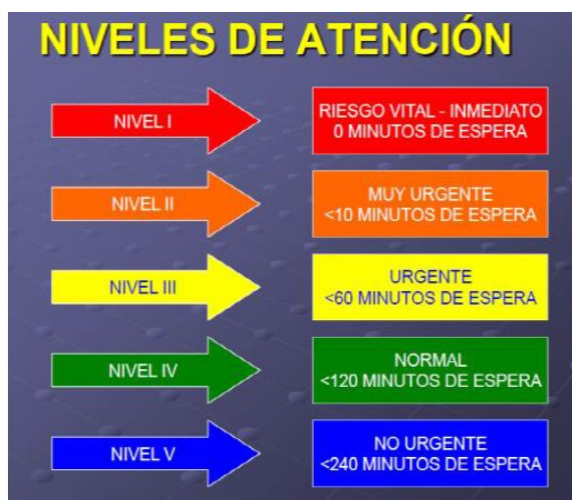 NIVELES DE ATENCIÓN
NIVEL I
RIESGO VITAL - INMEDIATO
0 MINUTOS DE ESPERA
NIVEL II
MUY URGENTE
<10 MINUTOS DE ESPERA
NIVEL III
URGENTE
<60 MINUTOS DE ESPERA
NIVEL IV
NORMAL
<120 MINUTOS DE ESPERA
NIVEL V
NO URGENTE
<240 MINUTOS DE ESPERA